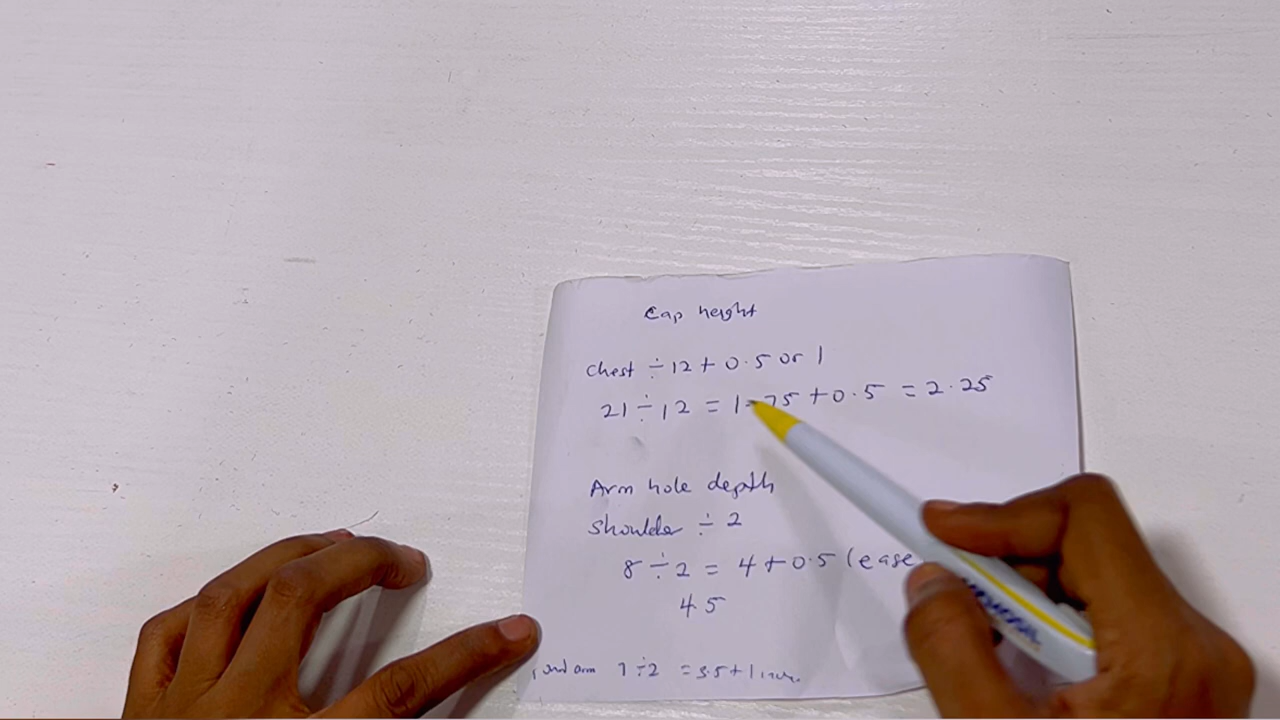 Cap height
Chest ÷ 12 + 0.5 or 1
21 ÷ 12 = 1.75 + 0.5 = 2.25
Arm hole depth
Shoulder ÷ 2
8 ÷ 2 = 4 + 0.5 (ease
4.5
arm 7 ÷ 2 = 3.5 + 1